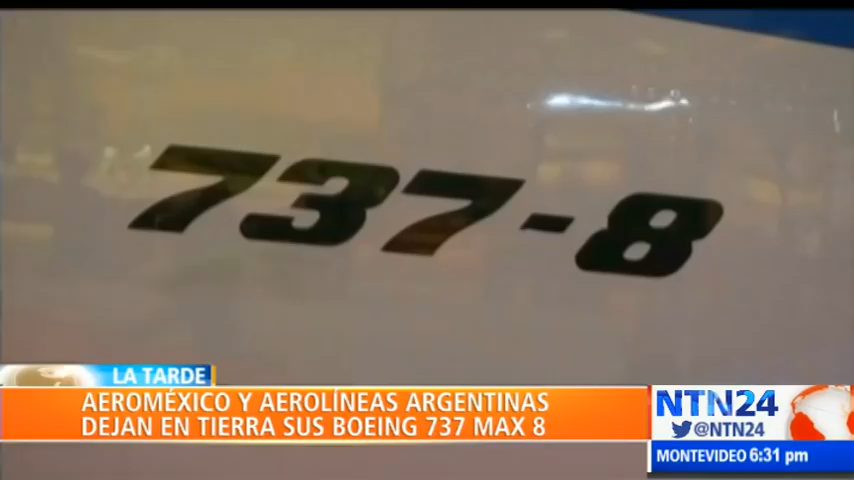 737-8
LA TARDE
AEROMÉXICO Y AEROLÍNEAS ARGENTINAS
DEJAN EN TIERRA SUS BOEING 737 MAX 8
NTN24
@NTN24
MONTEVIDEO 6:31 pm